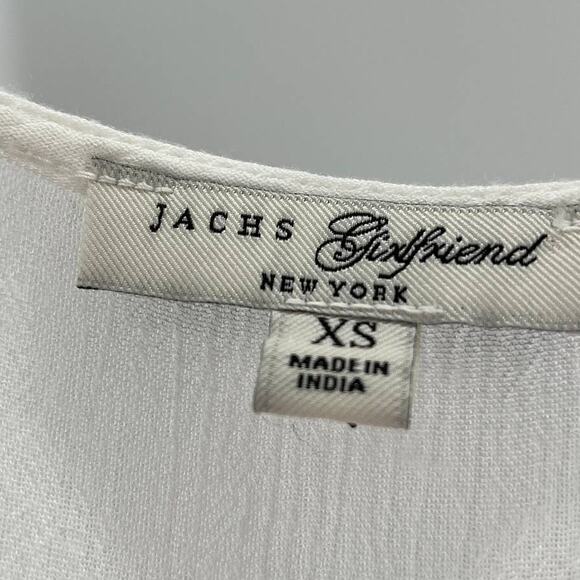 JACHS Girlfriend
NEW YORK
XS
MADE IN
INDIA